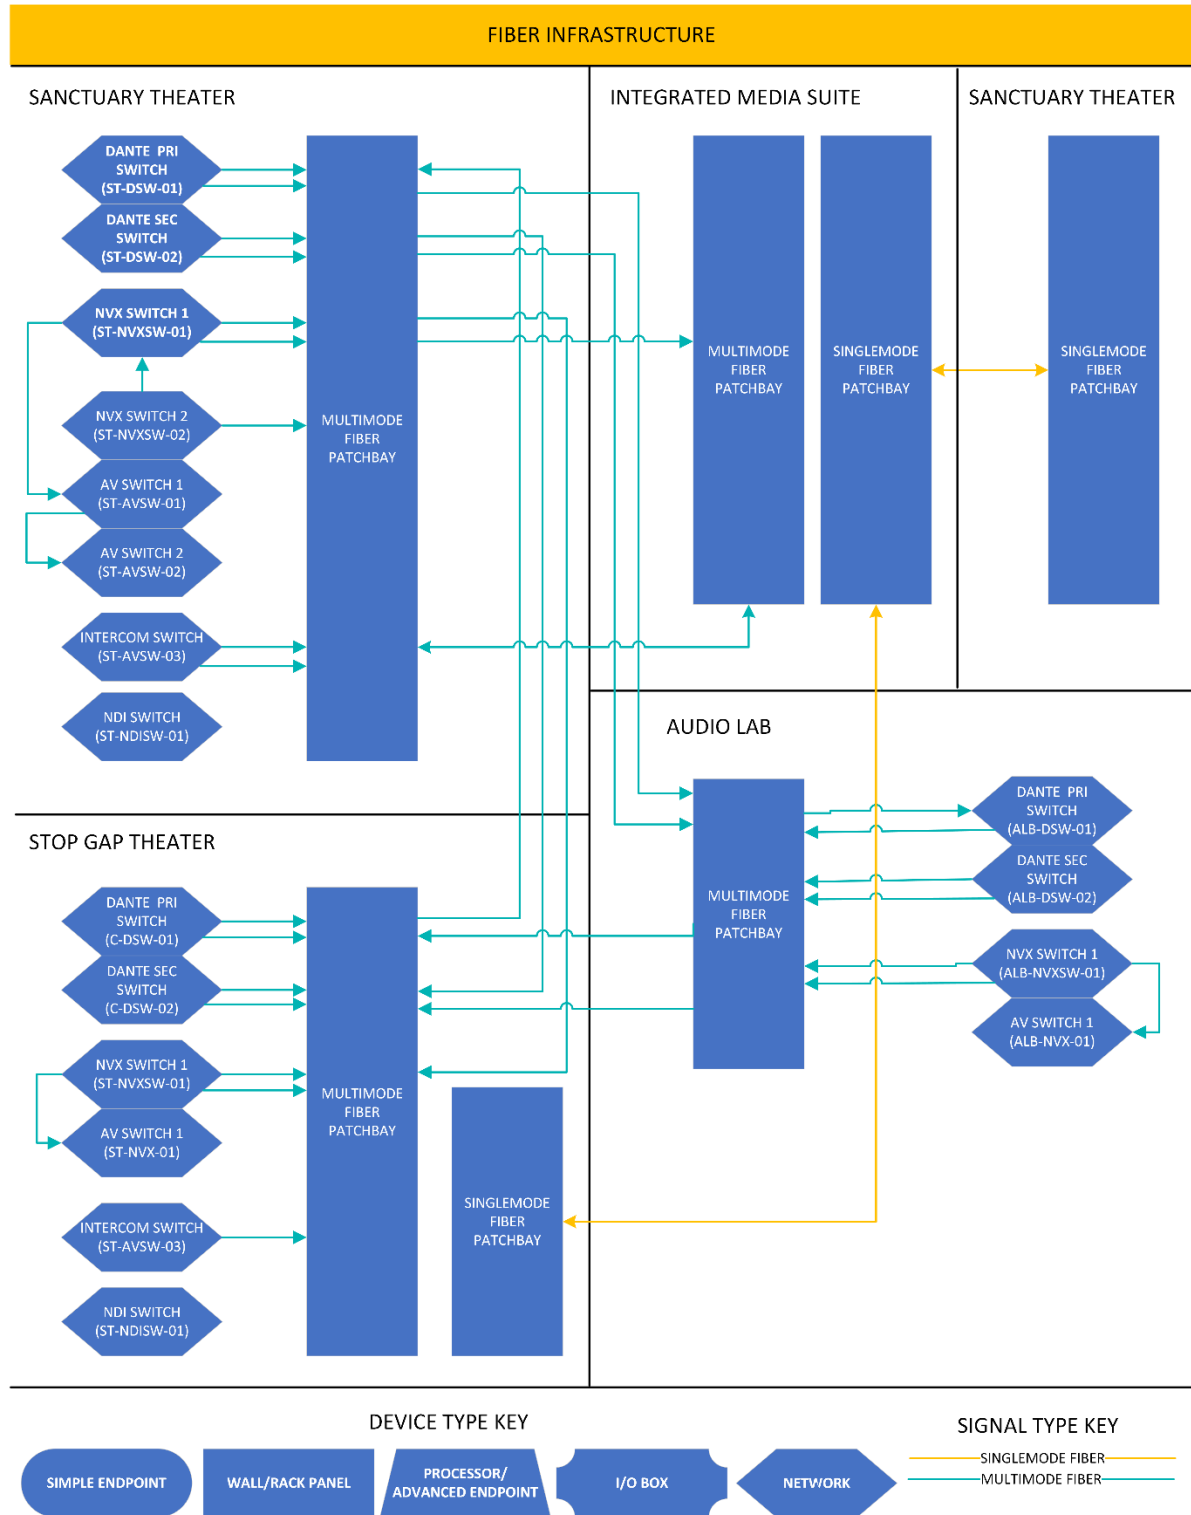 FIBER INFRASTRUCTURE
SANCTUARY THEATER
DANTE PRI
SWITCH
(ST-DSW-01)
DANTE SEC
SWITCH
(ST-DSW-02)
NVX SWITCH 1
(ST-NVXSW-01)
NVX SWITCH 2
(ST-NVXSW-02)
AV SWITCH 1
(ST-AVSW-01)
AV SWITCH 2
(ST-AVSW-02)
INTERCOM SWITCH
(ST-AVSW-03)
NDI SWITCH
(ST-NDISW-01)
MULTIMODE
FIBER
PATCHBAY
INTEGRATED MEDIA SUITE
MULTIMODE
FIBER
PATCHBAY
SINGLEMODE
FIBER
PATCHBAY
SANCTUARY THEATER
SINGLEMODE
FIBER
PATCHBAY
STOP GAP THEATER
DANTE PRI
SWITCH
(C-DSW-01)
DANTE SEC
SWITCH
(C-DSW-02)
NVX SWITCH 1
(ST-NVXSW-01)
AV SWITCH 1
(ST-NVX-01)
INTERCOM SWITCH
(ST-AVSW-03)
NDI SWITCH
(ST-NDISW-01)
MULTIMODE
FIBER
PATCHBAY
SINGLEMODE
FIBER
PATCHBAY
AUDIO LAB
MULTIMODE
FIBER
PATCHBAY
DANTE PRI
SWITCH
(ALB-DSW-01)
DANTE SEC
SWITCH
(ALB-DSW-02)
NVX SWITCH 1
(ALB-NVXSW-01)
AV SWITCH 1
(ALB-NVX-01)
DEVICE TYPE KEY
SIMPLE ENDPOINT
WALL/RACK PANEL
PROCESSOR/
ADVANCED ENDPOINT
I/O BOX
NETWORK
SIGNAL TYPE KEY
SINGLEMODE FIBER
MULTIMODE FIBER